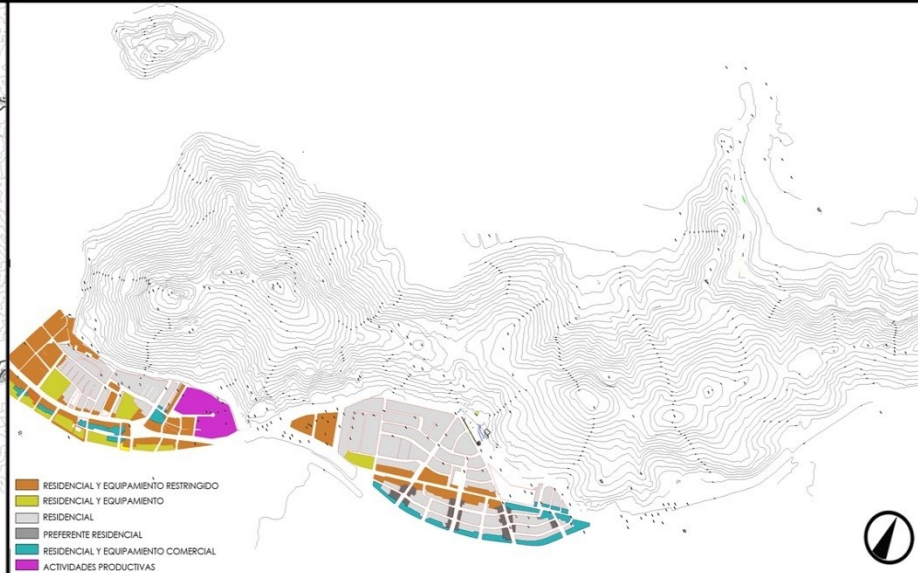 RESIDENCIAL Y EQUIPAMIENTO RESTRINGIDO
RESIDENCIAL Y EQUIPAMIENTO
RESIDENCIAL
PREFERENTE RESIDENCIAL
RESIDENCIAL Y EQUIPAMIENTO COMERCIAL
ACTIVIDADES PRODUCTIVAS